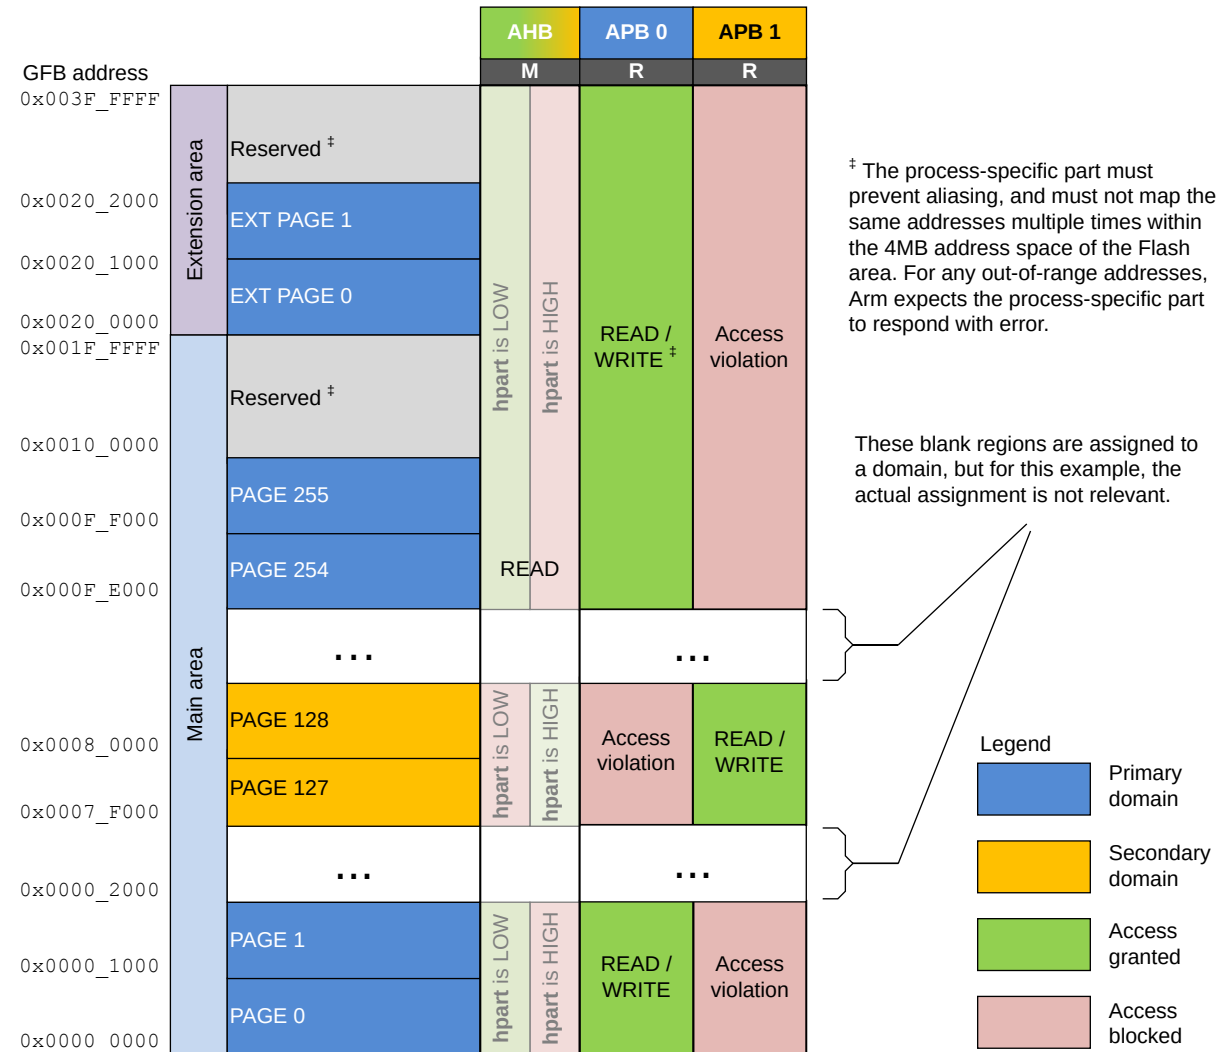 AHB APB 0 APB 1
M R R
GFB address
0x003F_FFFF
Reserved ‡
0x0020_2000
EXT PAGE 1
0x0020_1000
EXT PAGE 0
0x0020_0000
Extension area
0x001F_FFFF
Reserved ‡
0x0010_0000
PAGE 255
0x000F_F000
PAGE 254
0x000F_E000
...
PAGE 128
0x0008_0000
PAGE 127
0x0007_F000
...
0x0000_2000
PAGE 1
0x0000_1000
PAGE 0
0x0000_0000
Main area
hpart is LOW
hpart is HIGH
READ
READ /
WRITE ‡
Access
violation
...
hpart is LOW
hpart is HIGH
Access
violation
READ /
WRITE
...
hpart is LOW
hpart is HIGH
READ /
WRITE
Access
violation
‡ The process-specific part must
prevent aliasing, and must not map the
same addresses multiple times within
the 4MB address space of the Flash
area. For any out-of-range addresses,
Arm expects the process-specific part
to respond with error.
These blank regions are assigned to
a domain, but for this example, the
actual assignment is not relevant.
Legend
Primary
domain
Secondary
domain
Access
granted
Access
blocked